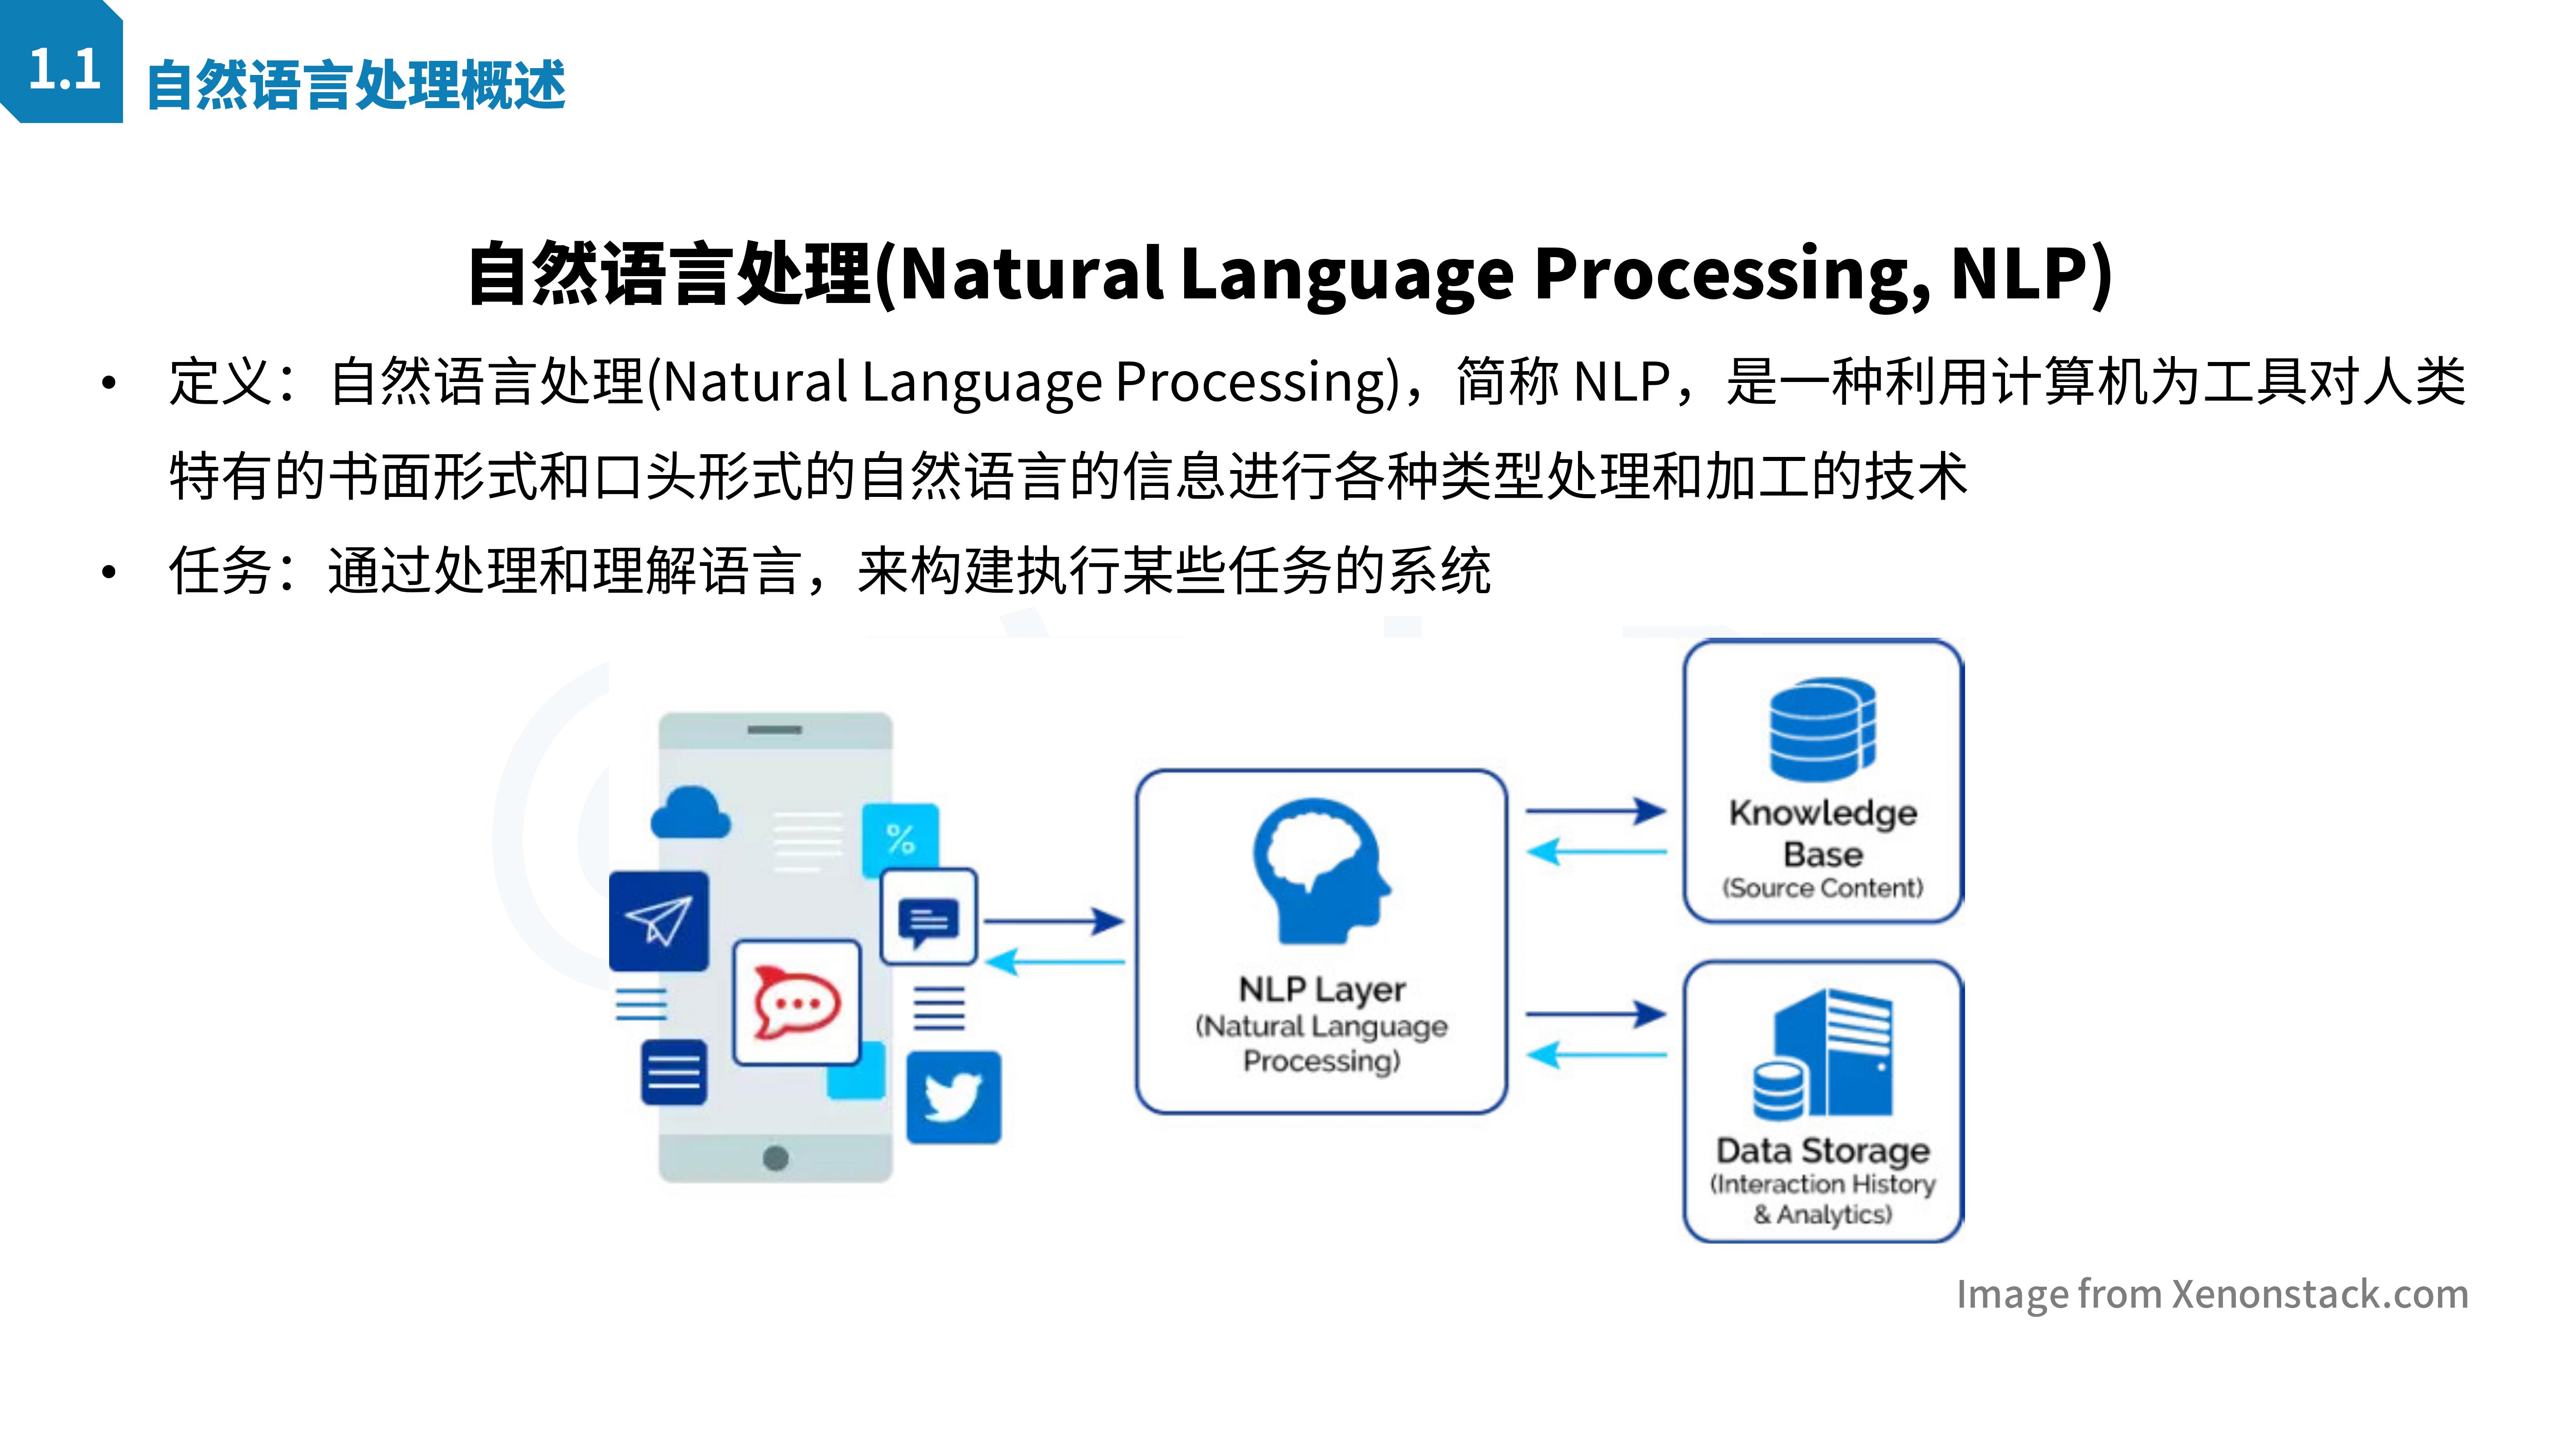 1.1
自然语言处理概述
自然语言处理(Natural Language Processing, NLP)
• 定义：自然语言处理(Natural Language Processing)，简称 NLP，是一种利用计算机为工具对人类
特有的书面形式和口头形式的自然语言的信息进行各种类型处理和加工的技术
• 任务：通过处理和理解语言，来构建执行某些任务的系统
%
NLP Layer
(Natural Language
Processing)
Knowledge
Base
(Source Content)
Data Storage
(Interaction History
& Analytics)
Image from Xenonstack.com